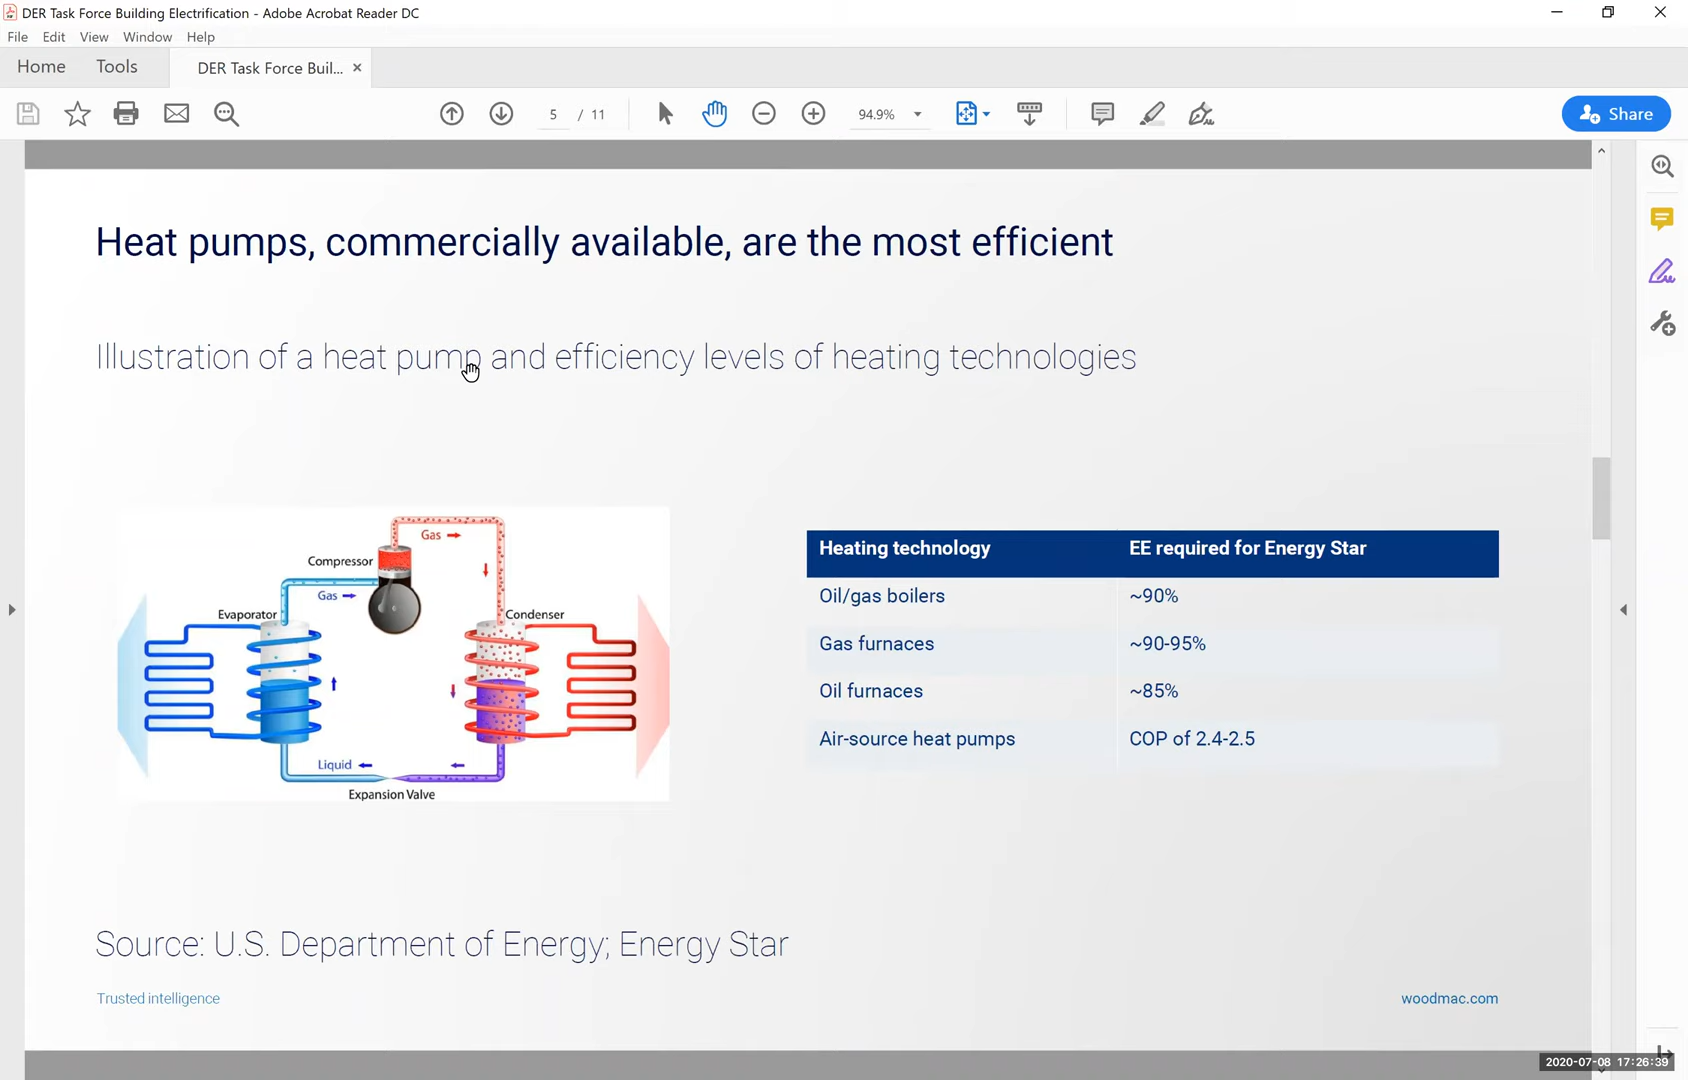 DER Task Force Building Electrification - Adobe Acrobat Reader DC
File Edit View Window Help
Home Tools DER Task Force Buil... ×
5 / 11 94.9% Share
Heat pumps, commercially available, are the most efficient
Illustration of a heat pump and efficiency levels of heating technologies
Gas
Compressor
Gas
Evaporator
Condenser
Liquid
Expansion Valve
Heating technology EE required for Energy Star
Oil/gas boilers ~90%
Gas furnaces ~90-95%
Oil furnaces ~85%
Air-source heat pumps COP of 2.4-2.5
Source: U.S. Department of Energy; Energy Star
Trusted intelligence woodmac.com
2020-07-08 17:26:39